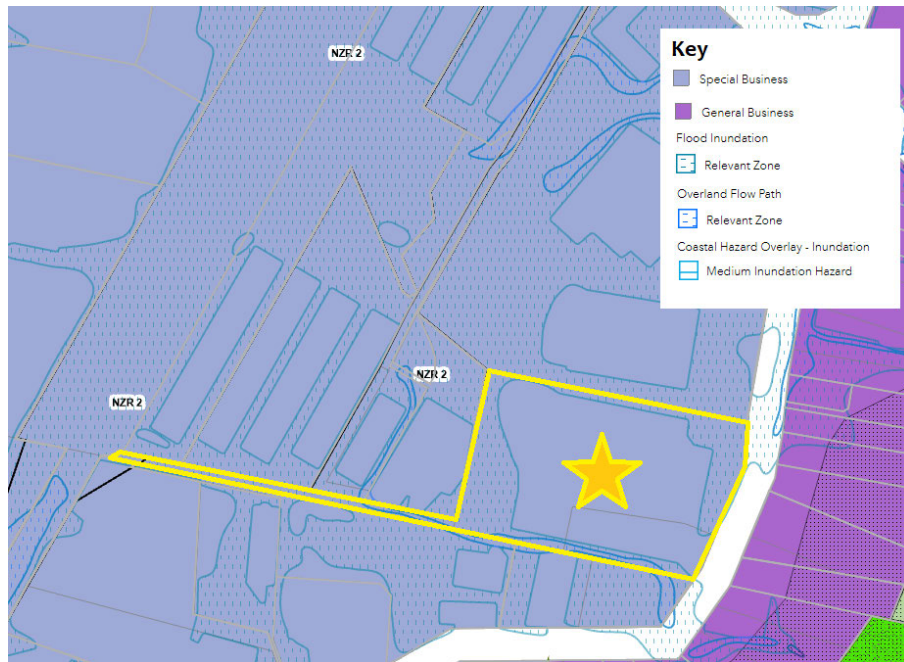 NZR 2
Key
Special Business
General Business
Flood Inundation
Relevant Zone
Overland Flow Path
Relevant Zone
Coastal Hazard Overlay - Inundation
Medium Inundation Hazard
NZR 2
NZR 2